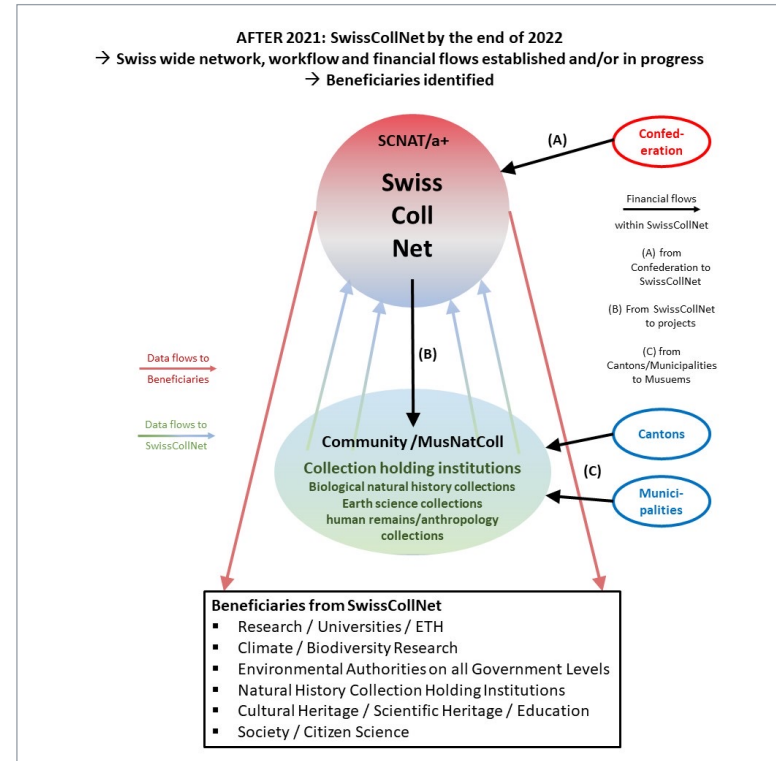 AFTER 2021: SwissCollNet by the end of 2022
→ Swiss wide network, workflow and financial flows established and/or in progress
→ Beneficiaries identified
SCNAT/a+
Swiss
Coll
Net
(A)
Confed-
eration
Financial flows
within SwissCollNet
(A) from
Confederation to
SwissCollNet
(B) From SwissCollNet
to projects
(C) from
Cantons/Municipalities
to Musuems
(B)
Data flows to
Beneficiaries
Data flows to
SwissCollNet
Community /MusNatColl
Collection holding institutions
Biological natural history collections
Earth science collections
human remains/anthropology
collections
Cantons
(C)
Munici-
palities
Beneficiaries from SwissCollNet
▪ Research / Universities / ETH
▪ Climate / Biodiversity Research
▪ Environmental Authorities on all Government Levels
▪ Natural History Collection Holding Institutions
▪ Cultural Heritage / Scientific Heritage / Education
▪ Society / Citizen Science